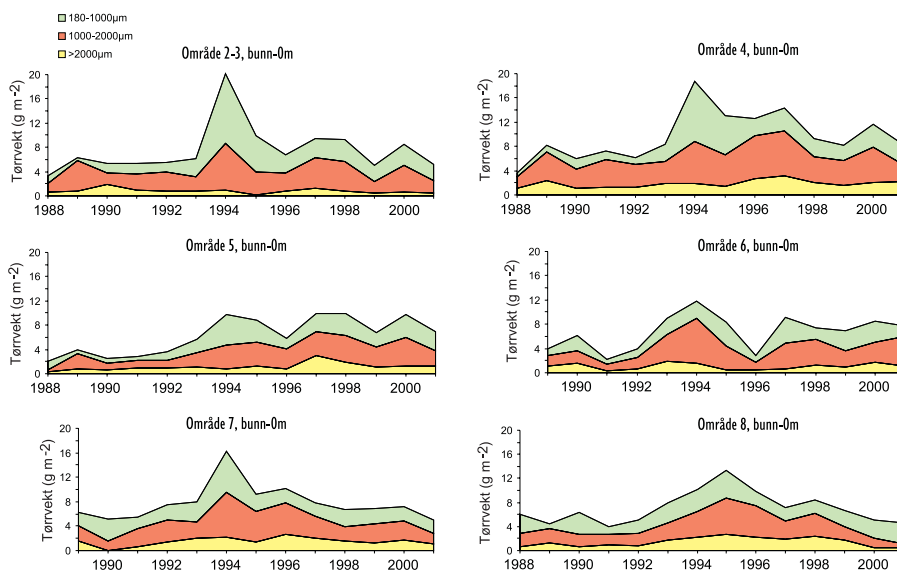 180-1000µm
1000-2000µm
>2000µm
Område 2-3, bunn-0m
Tørrvekt (g m -2)
20
16
12
8
4
0
1988 1990 1992 1994 1996 1998 2000
Område 4, bunn-0m
Tørrvekt (g m -2)
20
16
12
8
4
0
1988 1990 1992 1994 1996 1998 2000
Område 5, bunn-0m
Tørrvekt (g m -2)
20
16
12
8
4
0
1988 1990 1992 1994 1996 1998 2000
Område 6, bunn-0m
Tørrvekt (g m -2)
20
16
12
8
4
0
1990 1992 1994 1996 1998 2000
Område 7, bunn-0m
Tørrvekt (g m -2)
20
16
12
8
4
0
1990 1992 1994 1996 1998 2000
Område 8, bunn-0m
Tørrvekt (g m -2)
20
16
12
8
4
0
1988 1990 1992 1994 1996 1998 2000